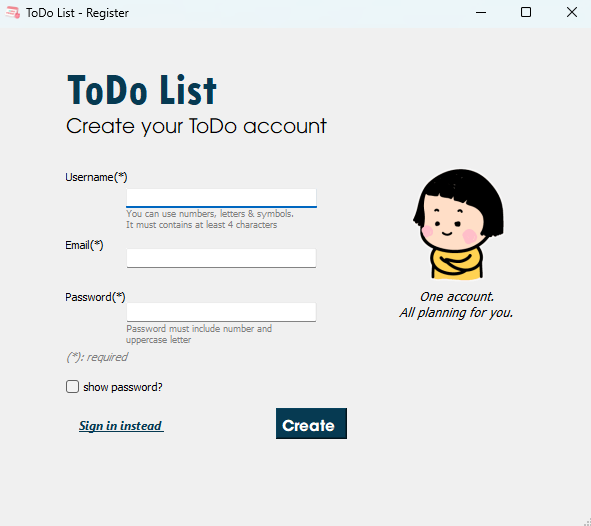 ToDo List - Register
ToDo List
Create your ToDo account
Username(*)
You can use numbers, letters & symbols.
It must contains at least 4 characters
Email(*)
Password(*)
Password must include number and
uppercase letter
(*): required
show password?
Sign in instead
Create
One account.
All planning for you.